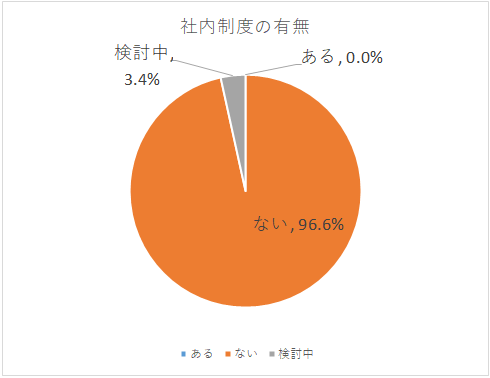 社内制度の有無
検討中,
3.4%
ある, 0.0%
ない, 96.6%
ある ない 検討中